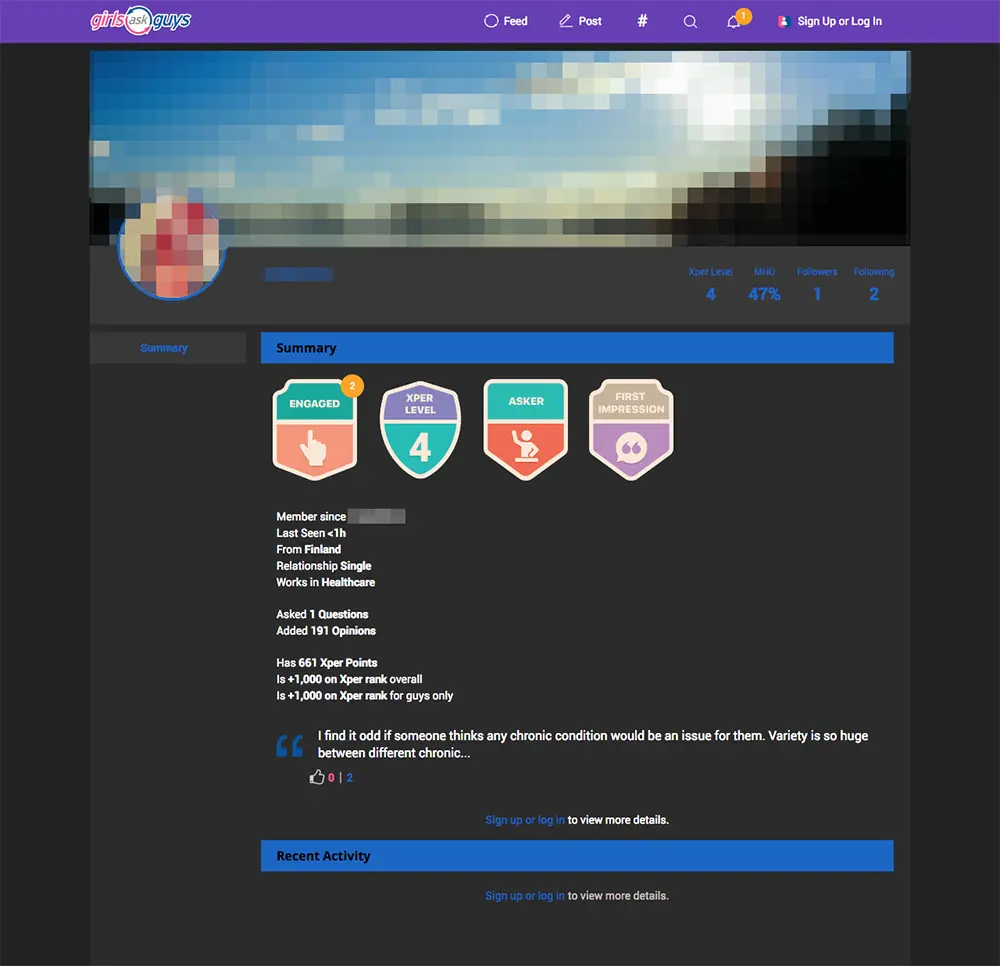 girls ask guys
Feed
Post
#
1
Sign Up or Log In
Xper Level
MHO
Followers
Following
4
47%
1
2
Summary
Summary
2
ENGAGED
XPER
LEVEL
4
ASKER
FIRST
IMPRESSION
Member since
Last Seen <1h
From Finland
Relationship Single
Works in Healthcare
Asked 1 Questions
Added 191 Opinions
Has 661 Xper Points
Is +1,000 on Xper rank overall
Is +1,000 on Xper rank for guys only
I find it odd if someone thinks any chronic condition would be an issue for them. Variety is so huge
between different chronic...
0 | 2
Sign up or log in to view more details.
Recent Activity
Sign up or log in to view more details.